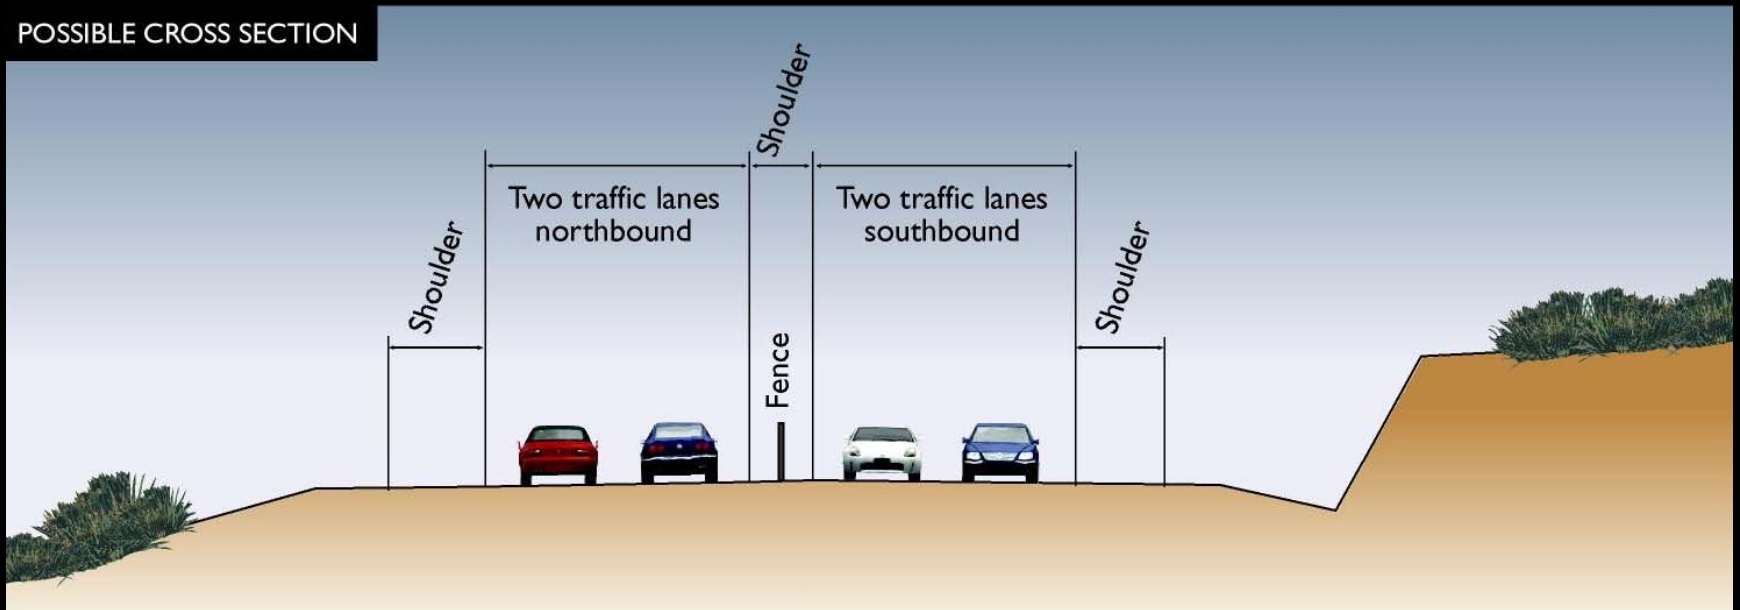 POSSIBLE CROSS SECTION
Shoulder
Two traffic lanes
northbound
Shoulder
Fence
Two traffic lanes
southbound
Shoulder